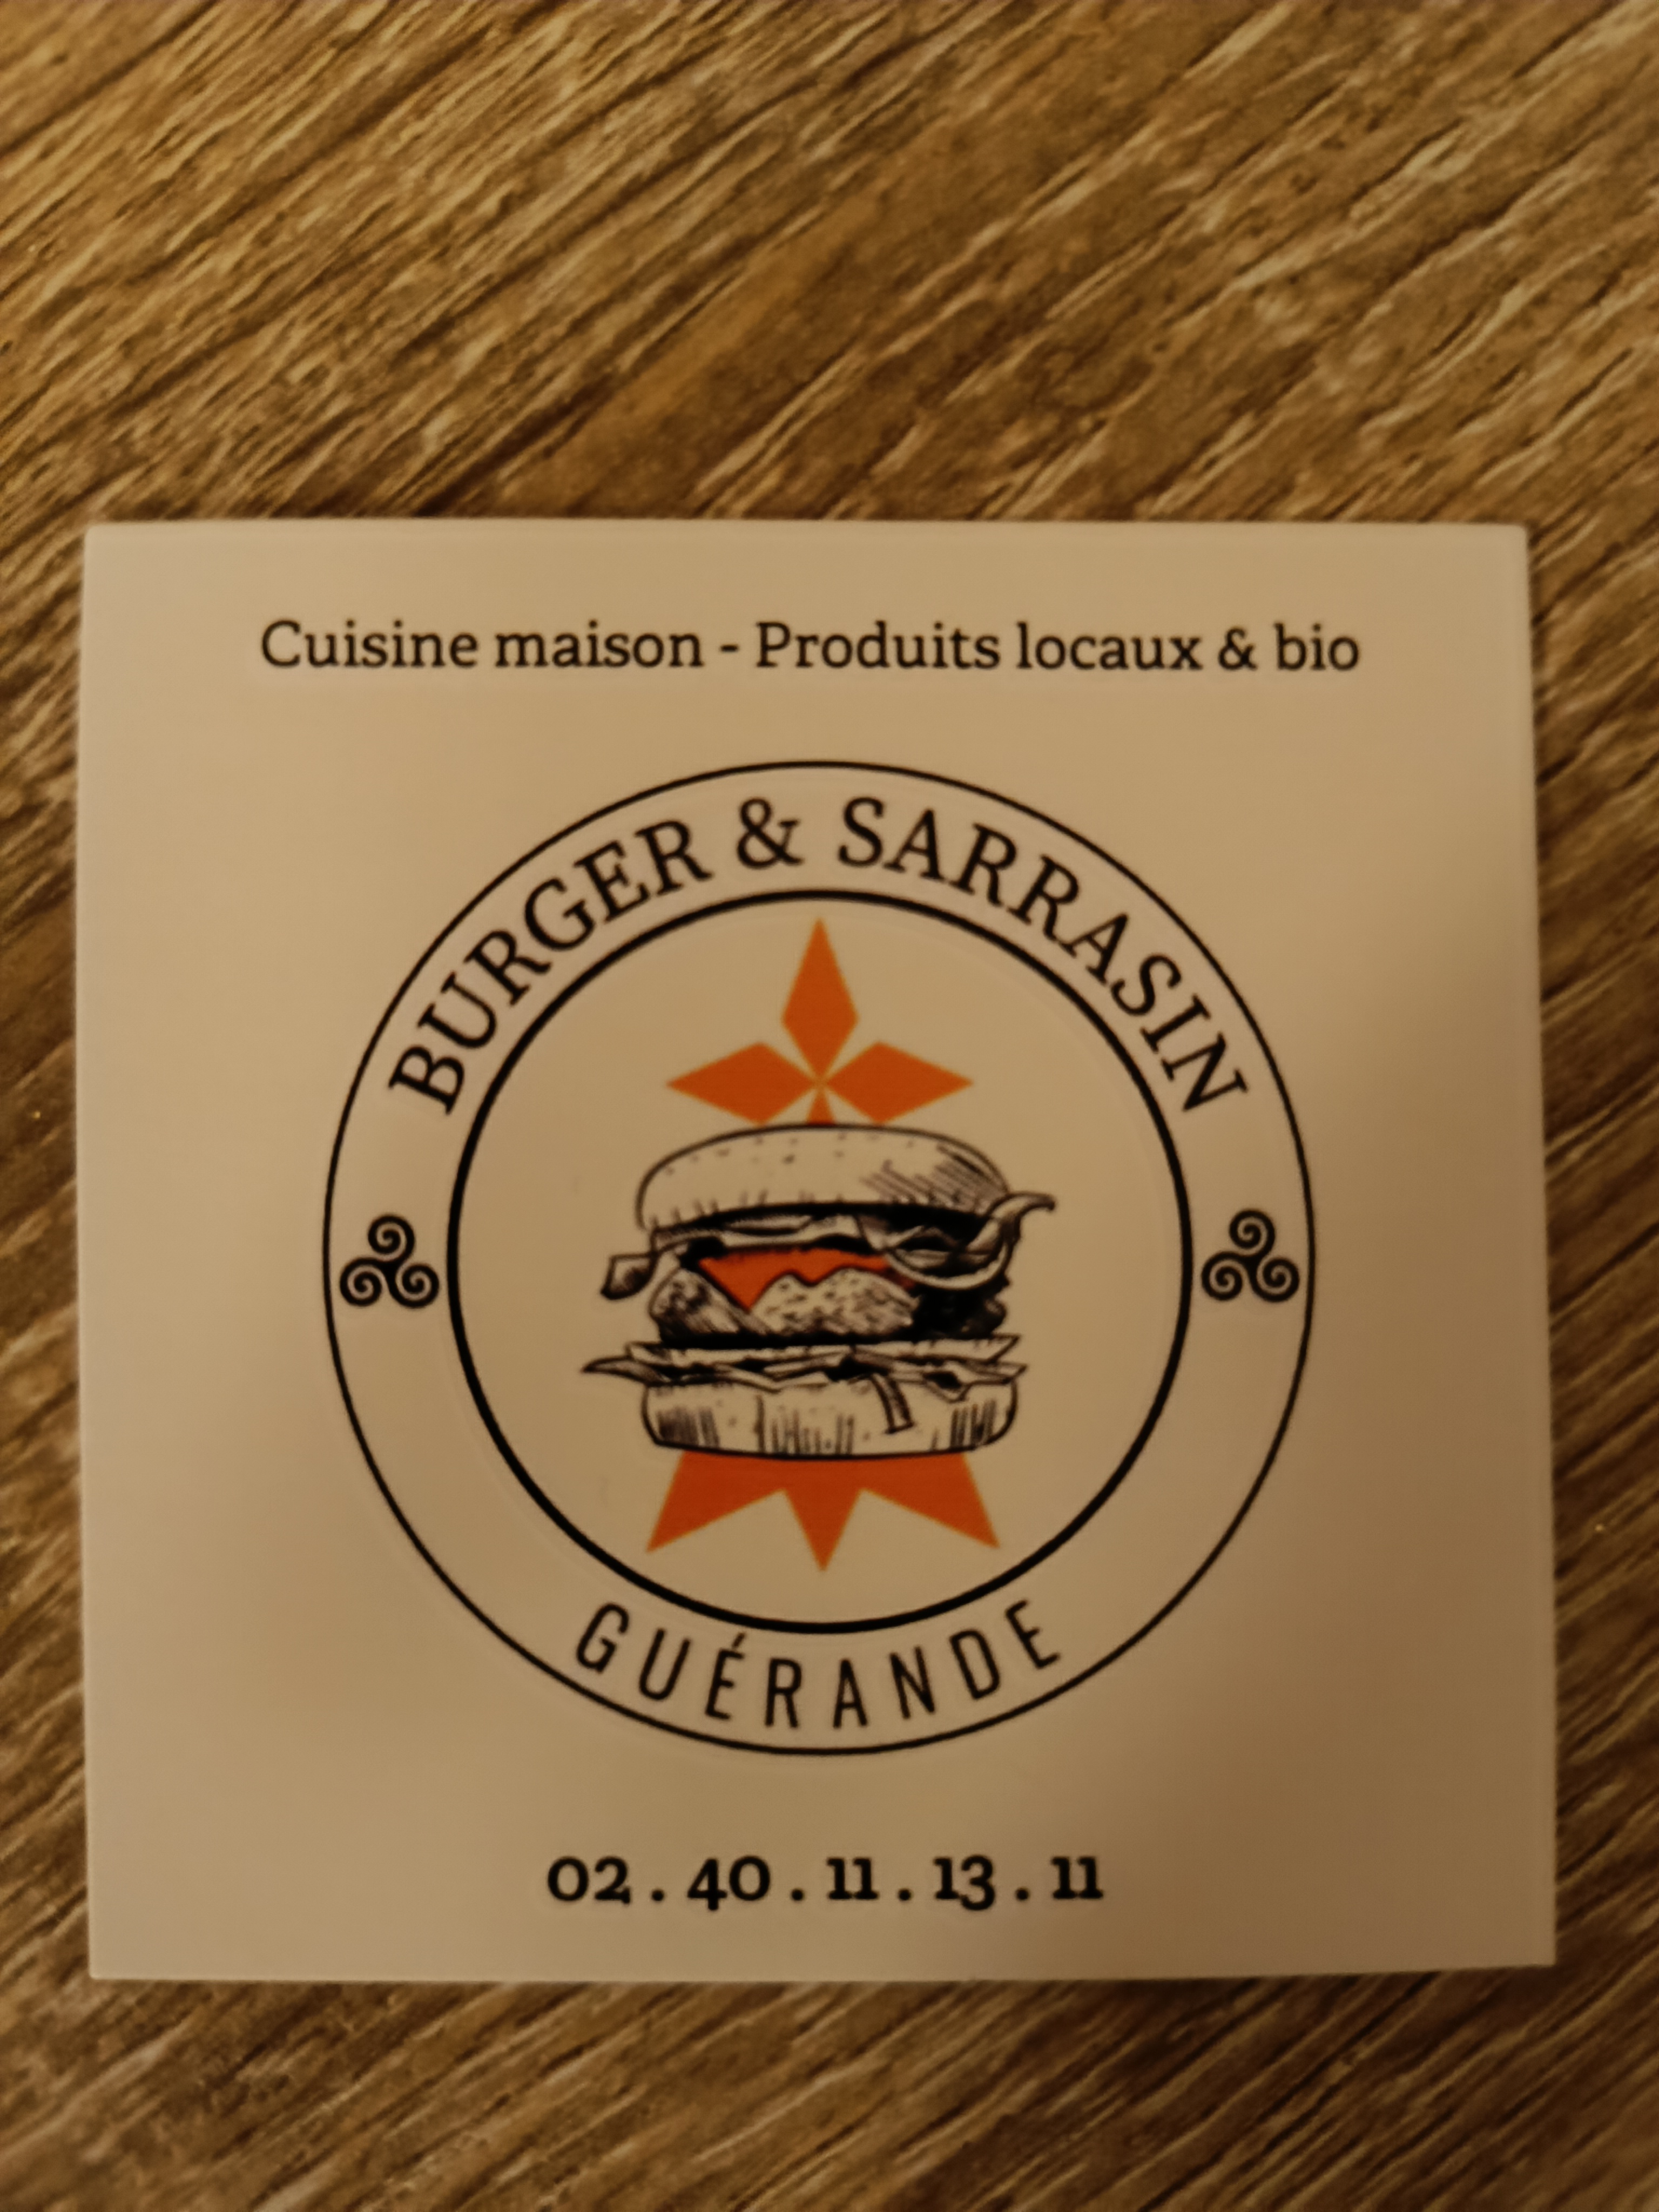 Cuisine maison - Produits locaux & bio
BURGER & SARRASIN
GUÉRANDE
02 . 40 . 11 . 13 . 11